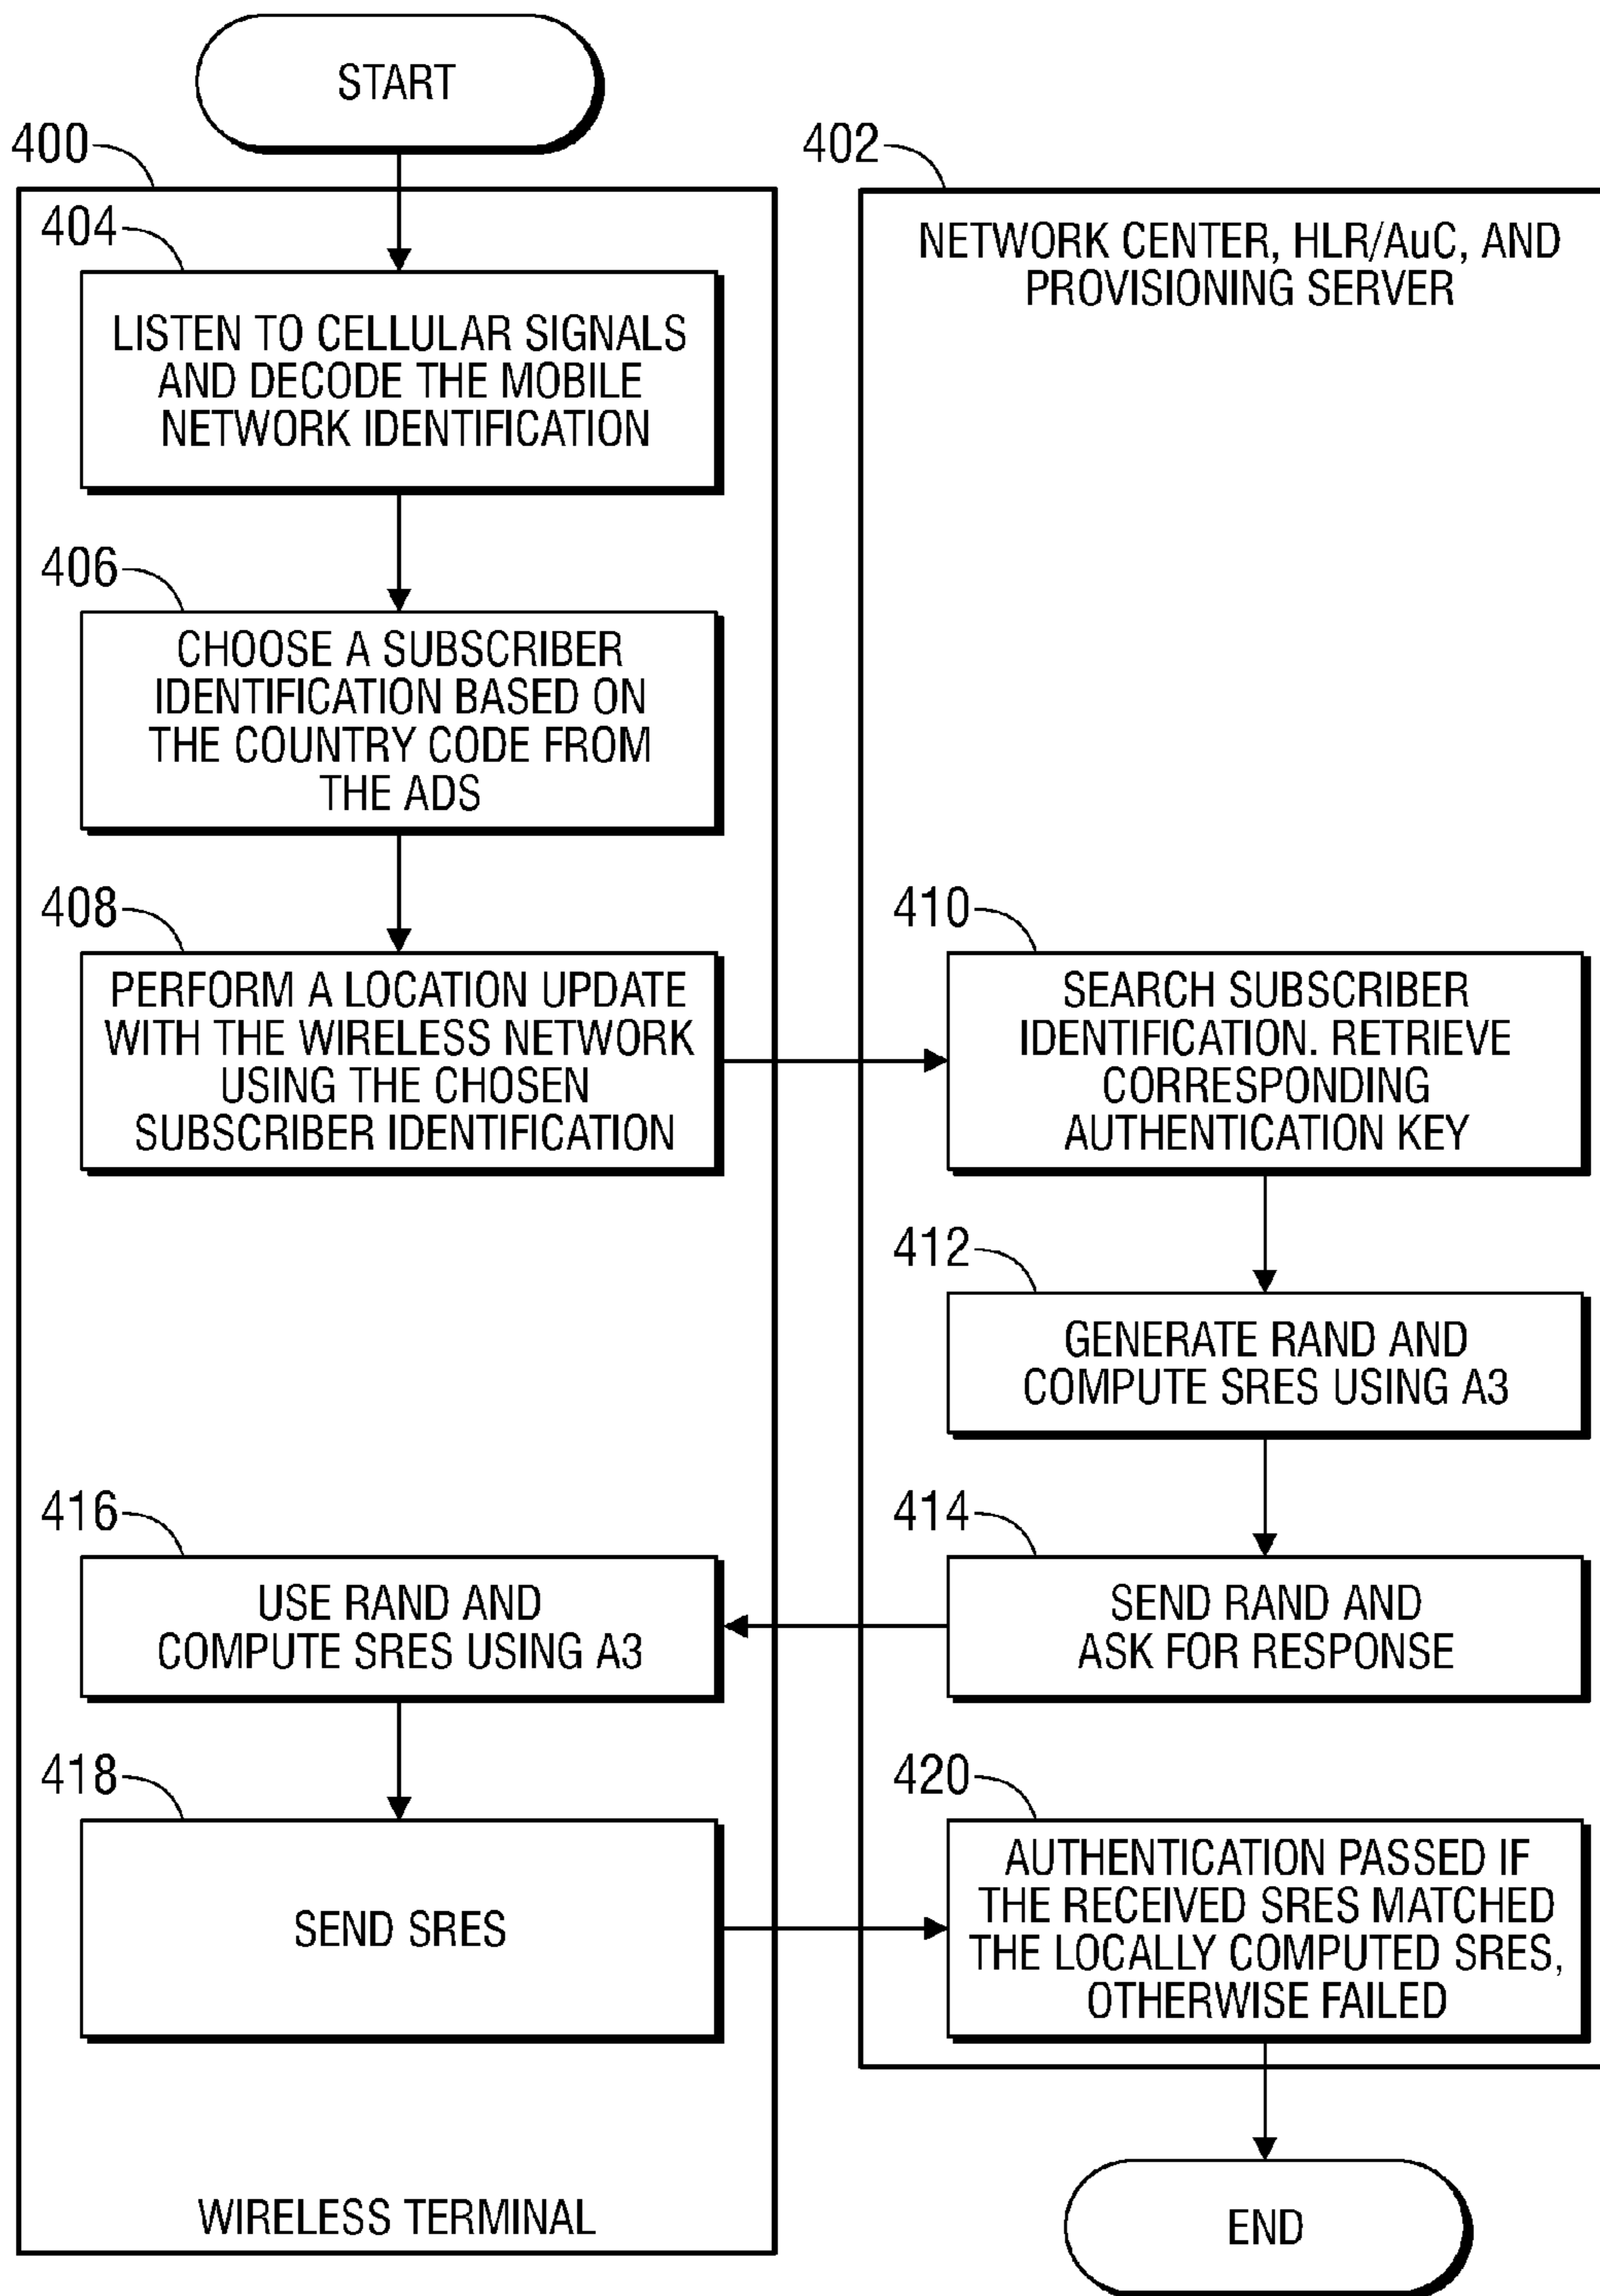 START
400
402
404
NETWORK CENTER, HLR/AuC, AND
PROVISIONING SERVER
LISTEN TO CELLULAR SIGNALS
AND DECODE THE MOBILE
NETWORK IDENTIFICATION
406
CHOOSE A SUBSCRIBER
IDENTIFICATION BASED ON
THE COUNTRY CODE FROM
THE ADS
408
PERFORM A LOCATION UPDATE
WITH THE WIRELESS NETWORK
USING THE CHOSEN
SUBSCRIBER IDENTIFICATION
410
SEARCH SUBSCRIBER
IDENTIFICATION. RETRIEVE
CORRESPONDING
AUTHENTICATION KEY
412
GENERATE RAND AND
COMPUTE SRES USING A3
414
SEND RAND AND
ASK FOR RESPONSE
416
USE RAND AND
COMPUTE SRES USING A3
418
SEND SRES
420
AUTHENTICATION PASSED IF
THE RECEIVED SRES MATCHED
THE LOCALLY COMPUTED SRES,
OTHERWISE FAILED
WIRELESS TERMINAL
END